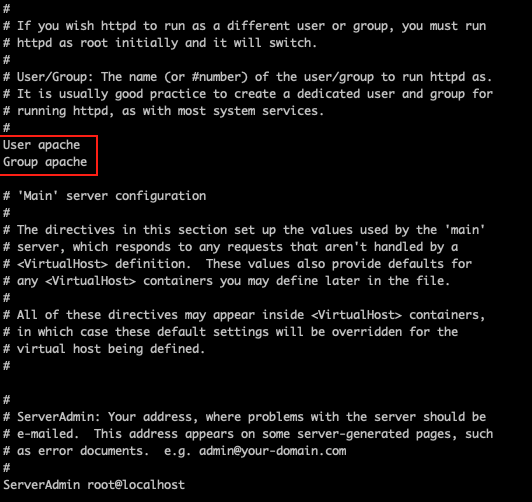 #
# If you wish httpd to run as a different user or group, you must run
# httpd as root initially and it will switch.
#
# User/Group: The name (or #number) of the user/group to run httpd as.
# It is usually good practice to create a dedicated user and group for
# running httpd, as with most system services.
#
User apache
Group apache
# 'Main' server configuration
#
# The directives in this section set up the values used by the 'main'
# server, which responds to any requests that aren't handled by a
# <VirtualHost> definition.  These values also provide defaults for
# any <VirtualHost> containers you may define later in the file.
#
# All of these directives may appear inside <VirtualHost> containers,
# in which case these default settings will be overridden for the
# virtual host being defined.
#
#
# ServerAdmin: Your address, where problems with the server should be
# e-mailed.  This address appears on some server-generated pages, such
# as error documents.  e.g. admin@your-domain.com
#
ServerAdmin root@localhost